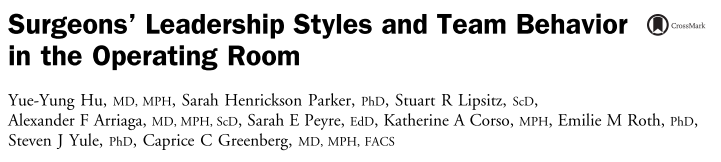 Surgeons’ Leadership Styles and Team Behavior
in the Operating Room
CrossMark
Yue-Yung Hu, MD, MPH, Sarah Henrickson Parker, PhD, Stuart R Lipsitz, ScD,
Alexander F Arriaga, MD, MPH, ScD, Sarah E Peyre, EdD, Katherine A Corso, MPH, Emilie M Roth, PhD,
Steven J Yule, PhD, Caprice C Greenberg, MD, MPH, FACS